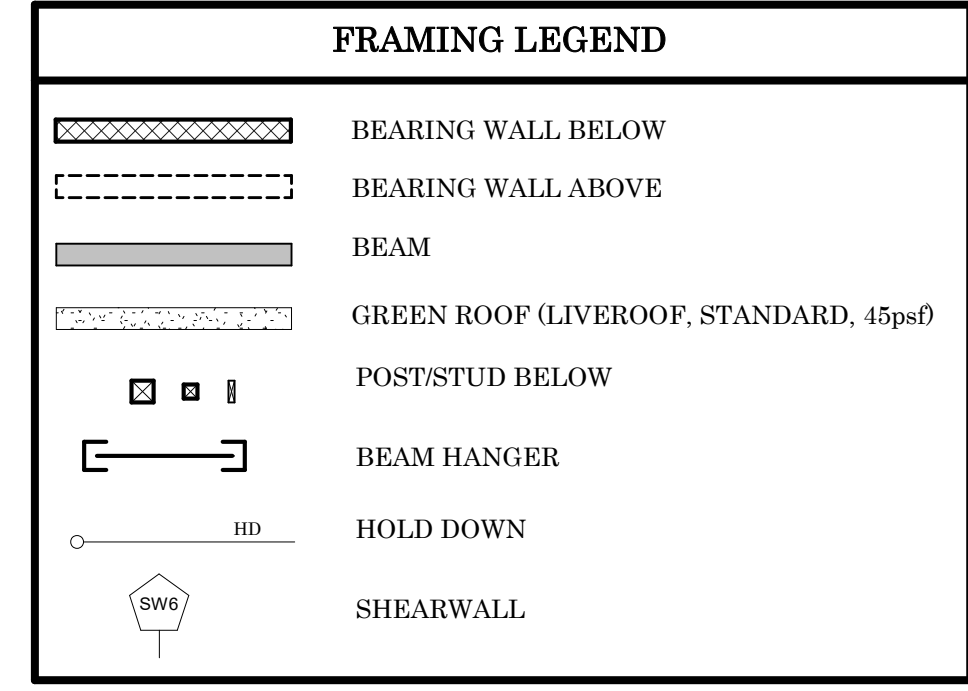 FRAMING LEGEND
BEARING WALL BELOW
BEARING WALL ABOVE
BEAM
GREEN ROOF (LIVEROOF, STANDARD, 45psf)
POST/STUD BELOW
BEAM HANGER
HD HOLD DOWN
SW6 SHEARWALL